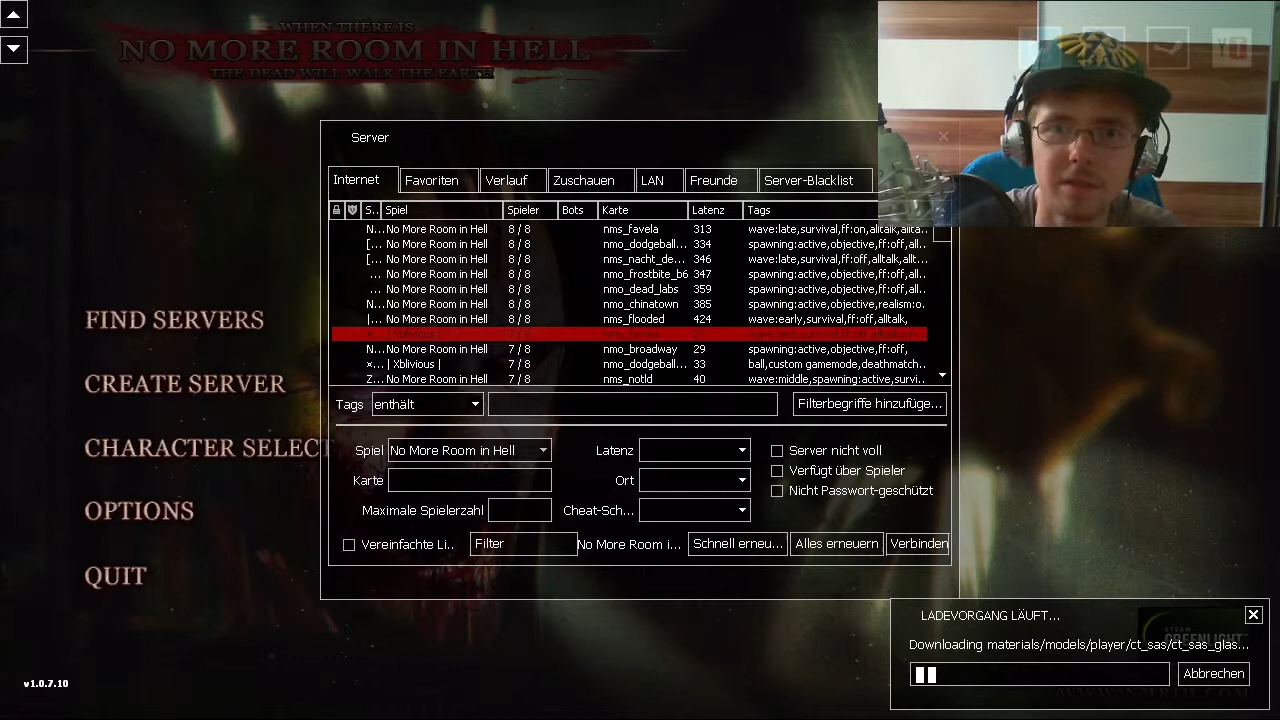 WHEN THERE IS
NO MORE ROOM IN HELL
THE DEAD WILL WALK THE EARTH
FIND SERVERS
CREATE SERVER
CHARACTER SELECT
OPTIONS
QUIT
v1.0.7.10
Server
Internet Favoriten Verlauf Zuschauen LAN Freunde Server-Blacklist
S.. Spiel Spieler Bots Karte Latenz Tags
N... No More Room in Hell 8 / 8 nms_favela 313 wave:late,survival,ff:on,alltalk,allta..
[... No More Room in Hell 8 / 8 nmo_dodgeball... 334 spawning:active,objective,ff:off,all..
[... No More Room in Hell 8 / 8 nms_nacht_de... 346 wave:late,survival,ff:off,alltalk,allt...
... No More Room in Hell 8 / 8 nmo_frostbite_b6 347 spawning:active,objective,ff:off,all..
... No More Room in Hell 8 / 8 nmo_dead_labs 359 spawning:active,objective,ff:off,all...
N... No More Room in Hell 8 / 8 nmo_chinatown 385 spawning:active,objective,realism:o.
|... No More Room in Hell 8 / 8 nms_flooded 424 wave:early,survival,ff:off,alltalk,
| Xblivious | 7 / 8
N... No More Room in Hell 7 / 8 nmo_broadway 29 spawning:active,objective,ff:off,
×... | Xblivious | 7 / 8 nmo_dodgeball... 33 ball,custom gamemode,deathmatch...
Z... No More Room in Hell 7 / 8 nms_notld 40 wave:middle,spawning:active,survi...
Tags enthält Filterbegriffe hinzufüge...
Spiel No More Room in Hell Latenz Server nicht voll
Karte Ort Verfügt über Spieler
Nicht Passwort-geschützt
Maximale Spielerzahl Cheat-Sch...
Vereinfachte Li.. Filter No More Room i... Schnell erneu... Alles erneuern Verbinden
LADEVORGANG LÄUFT...
STEAM
GREENLIGHT
Downloading materials/models/player/ct_sas/ct_sas_glas...
Abbrechen